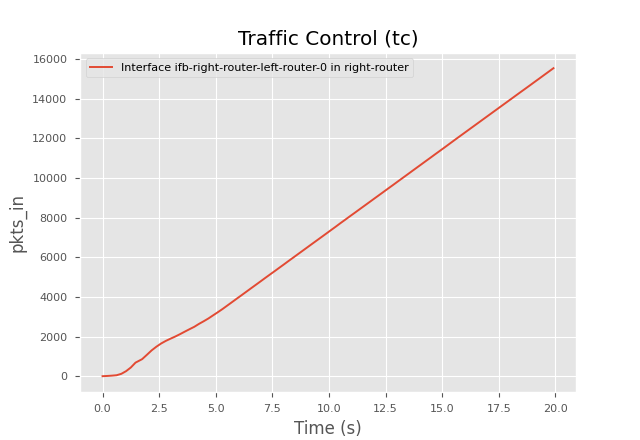 Traffic Control (tc)
Interface ifb-right-router-left-router-0 in right-router
pkts_in
16000
14000
12000
10000
8000
6000
4000
2000
0
0.0 2.5 5.0 7.5 10.0 12.5 15.0 17.5 20.0
Time (s)